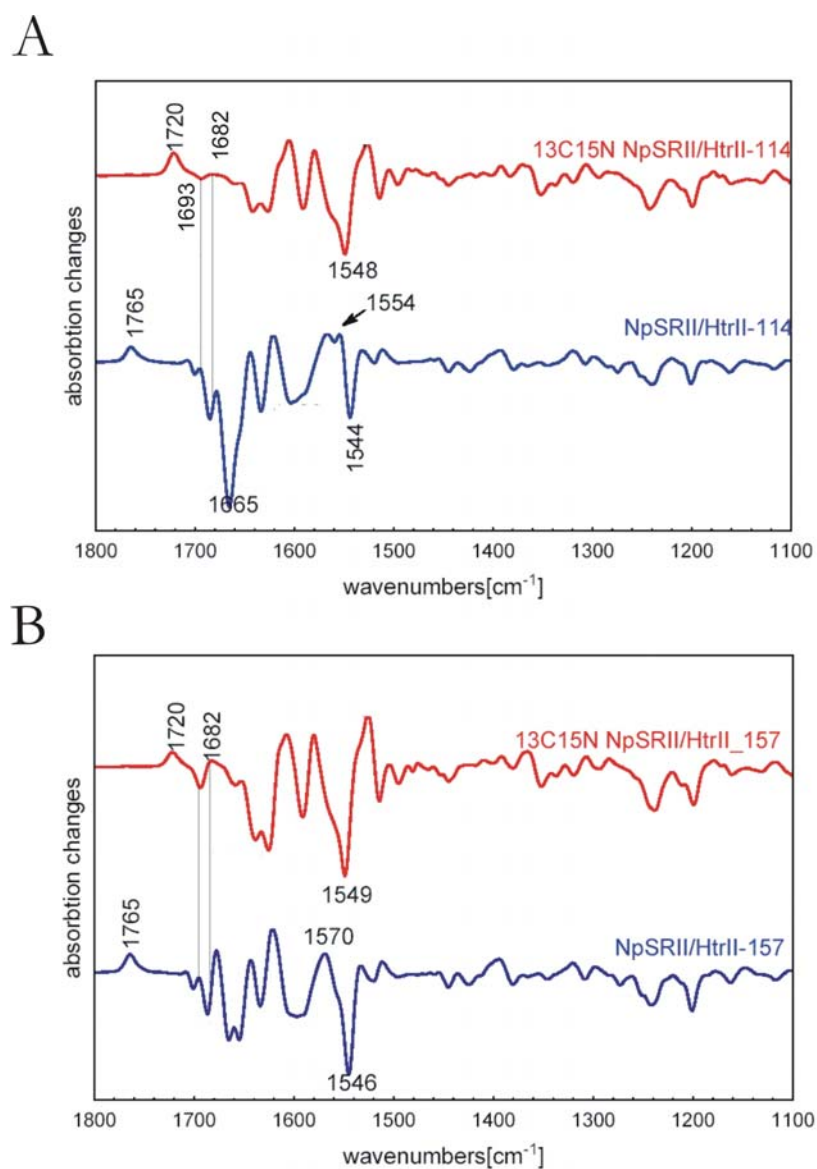 A
1720
1682
13C15N NpSRII/HtrII-114
1693
1548
1554
1765
NpSRII/HtrII-114
1544
1665
absorbtion changes
1800 1700 1600 1500 1400 1300 1200 1100
wavenumbers[cm-1]
B
1720
1682
13C15N NpSRII/HtrII_157
1549
1765
1570
NpSRII/HtrII-157
1546
absorbtion changes
1800 1700 1600 1500 1400 1300 1200 1100
wavenumbers[cm-1]